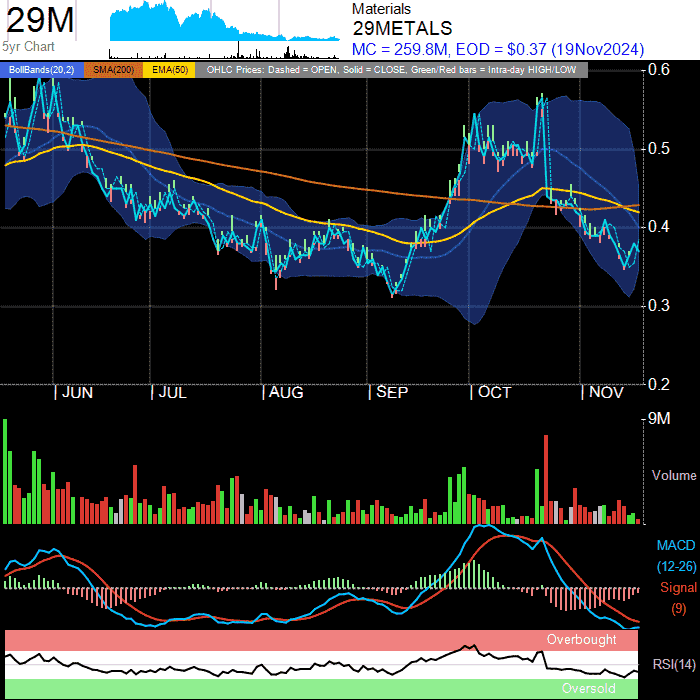 29M
5yr Chart
Materials
29METALS
MC = 259.8M, EOD = $0.37 (19Nov2024)
BollBands(20,2) SMA(200) EMA(50) OHLC Prices: Dashed = OPEN, Solid = CLOSE, Green/Red bars = Intra-day HIGH/LOW
0.6
0.5
0.4
0.3
0.2
| JUN | JUL | AUG | SEP | OCT | NOV
9M
Volume
MACD
(12-26)
Signal
(9)
Overbought
RSI(14)
Oversold